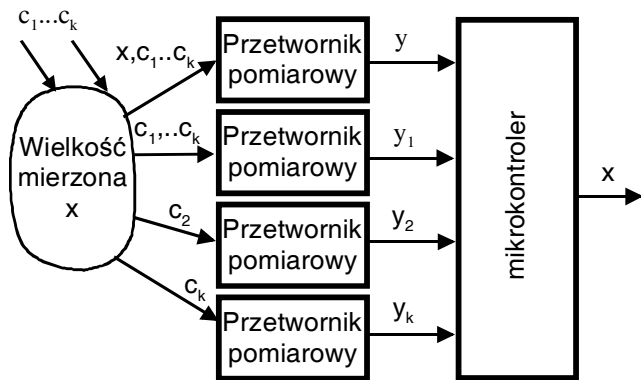 c₁...cₖ
x,c₁..cₖ
Przetwornik
pomiarowy
y
Wielkość
mierzona
x
c₁,..cₖ
Przetwornik
pomiarowy
y₁
c₂
Przetwornik
pomiarowy
y₂
cₖ
Przetwornik
pomiarowy
yₖ
mikrokontroler
x